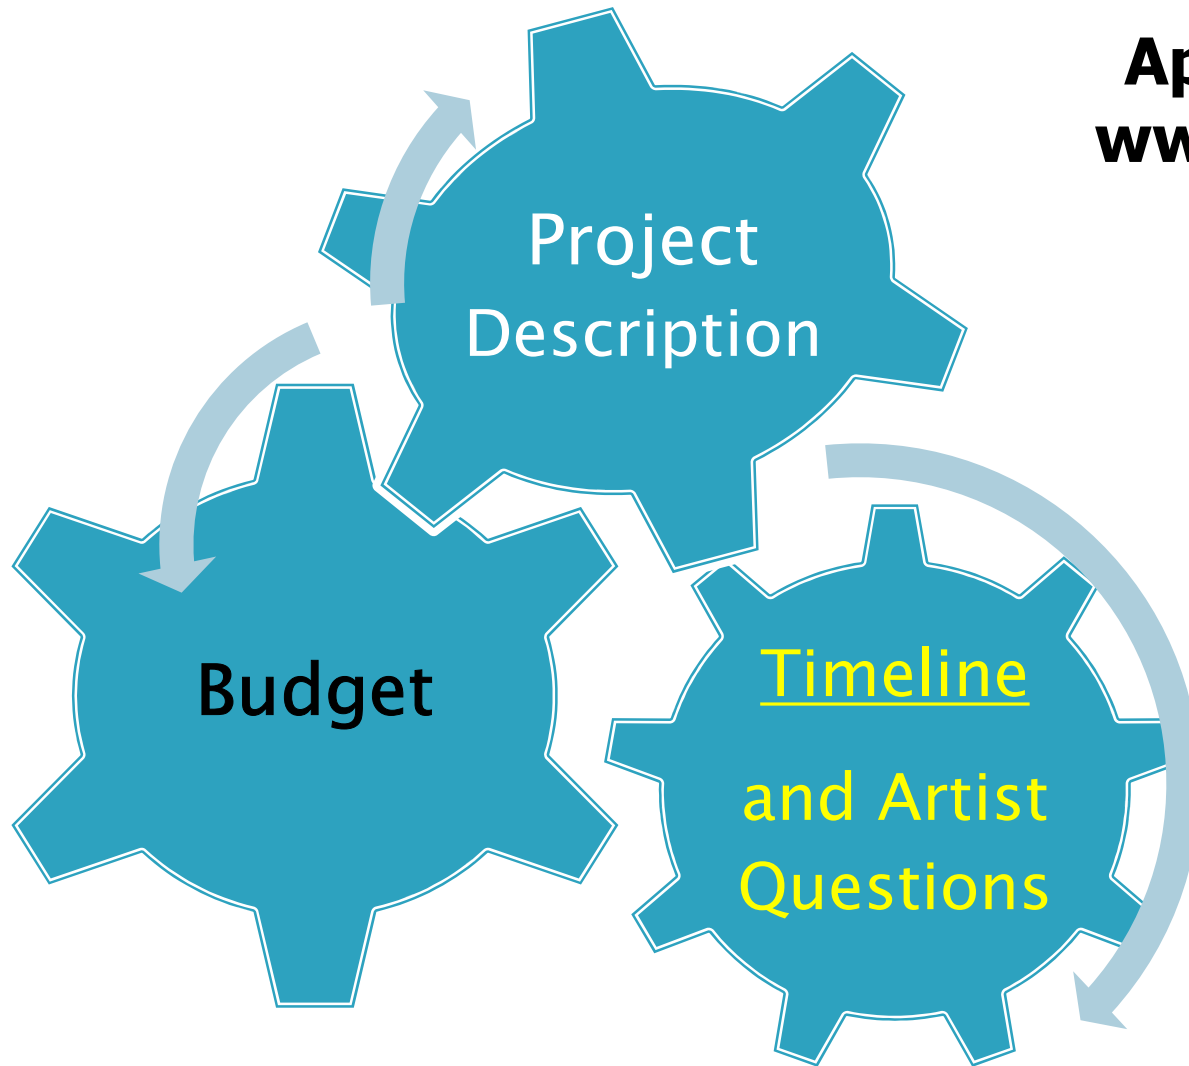 Project
Description
Budget
Timeline
and Artist
Questions